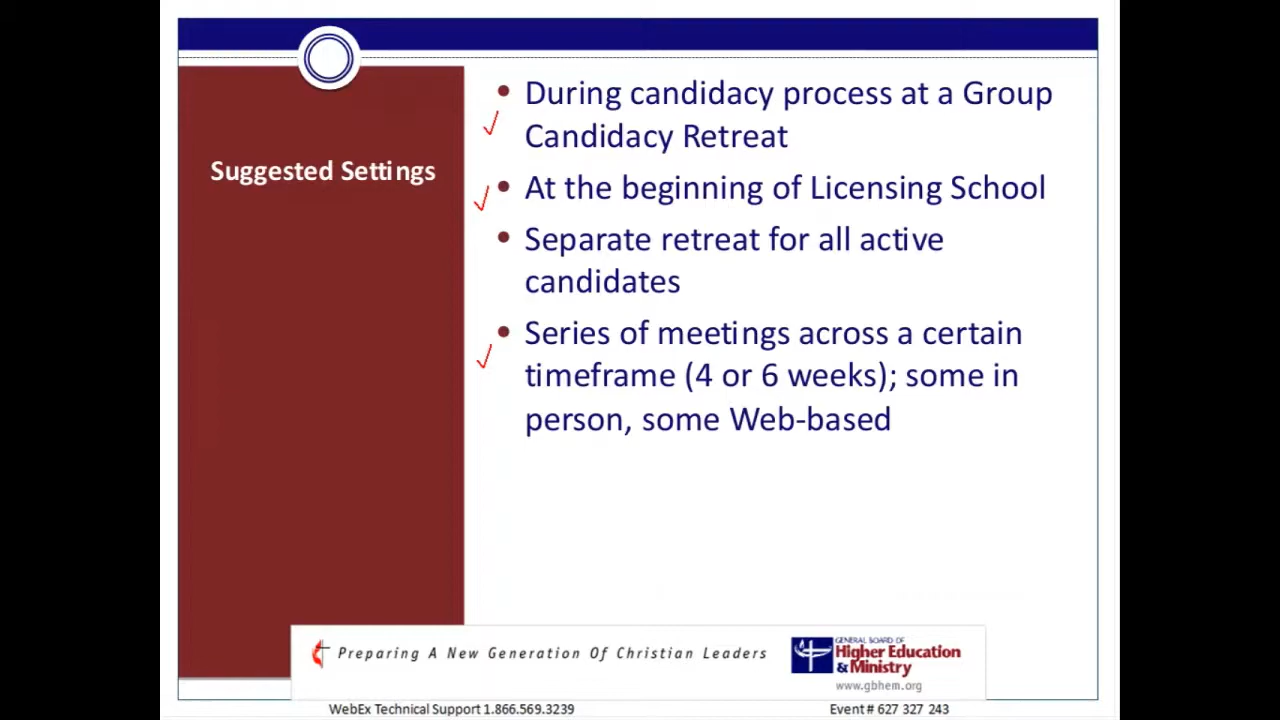 Suggested Settings
• During candidacy process at a Group
Candidacy Retreat
• At the beginning of Licensing School
• Separate retreat for all active
candidates
• Series of meetings across a certain
timeframe (4 or 6 weeks); some in
person, some Web-based
Preparing A New Generation Of Christian Leaders
GENERAL BOARD OF
Higher Education
& Ministry
www.gbhem.org
WebEx Technical Support 1.866.569.3239
Event # 627 327 243